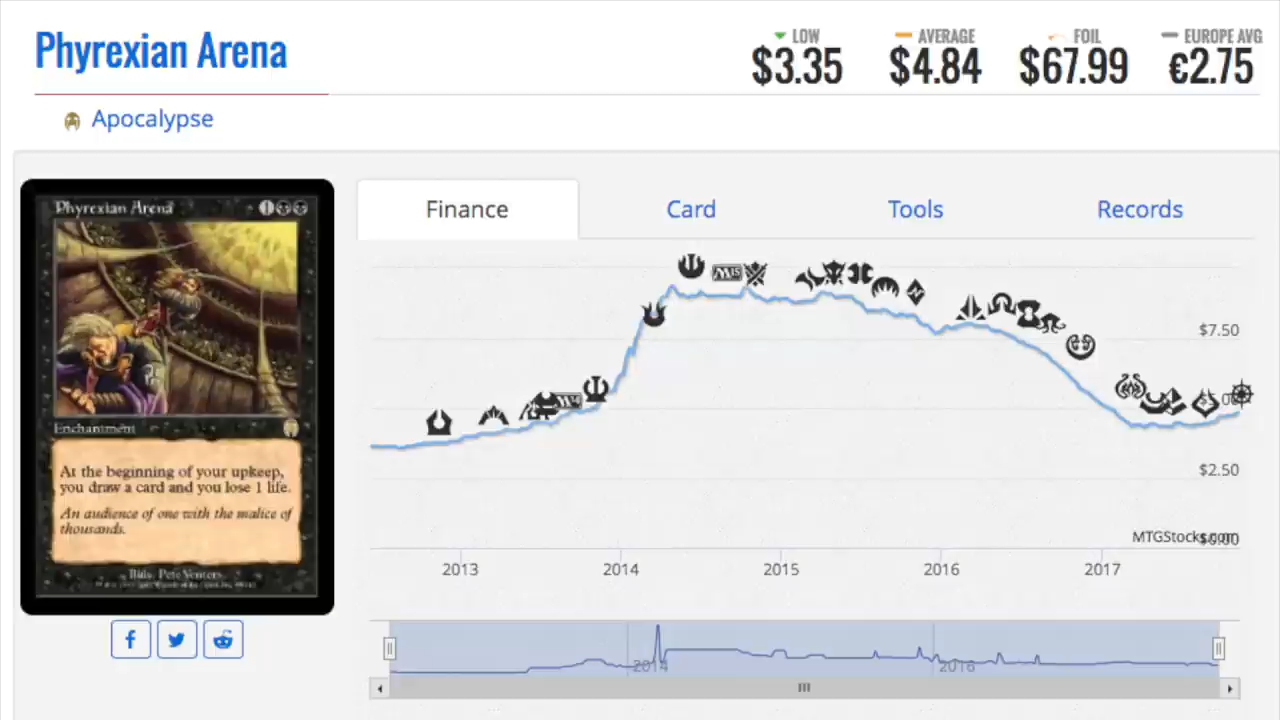 Phyrexian Arena
LOW
$3.35
AVERAGE
$4.84
FOIL
$67.99
EUROPE AVG
€2.75
Apocalypse
Phyrexian Arena
Enchantment
At the beginning of your upkeep,
you draw a card and you lose 1 life.
An audience of one with the malice of
thousands.
Illus. Pete Venters
Finance
Card
Tools
Records
M15
M14
$7.50
$2.50
MTGStocks.com
2013
2014
2015
2016
2017
2014
2016